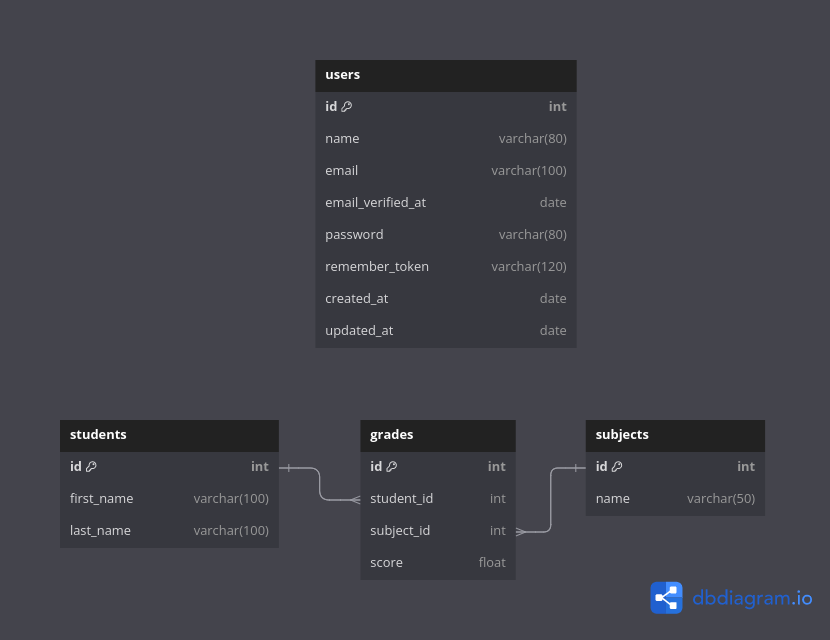 users
id int
name varchar(80)
email varchar(100)
email_verified_at date
password varchar(80)
remember_token varchar(120)
created_at date
updated_at date
students
id int
first_name varchar(100)
last_name varchar(100)
grades
id int
student_id int
subject_id int
score float
subjects
id int
name varchar(50)
dbdiagram.io